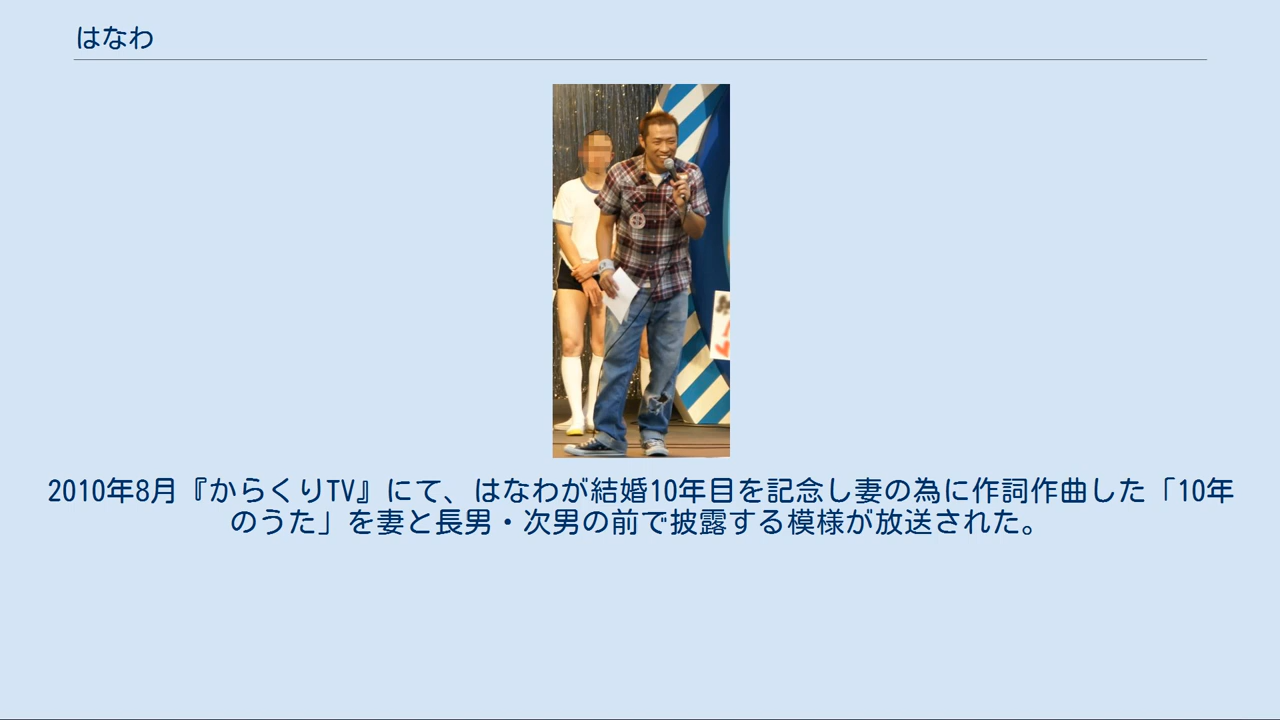 はなわ
2010年8月『からくりTV』にて、はなわが結婚10年目を記念し妻の為に作詞作曲した「10年
のうた」を妻と長男・次男の前で披露する模様が放送された。